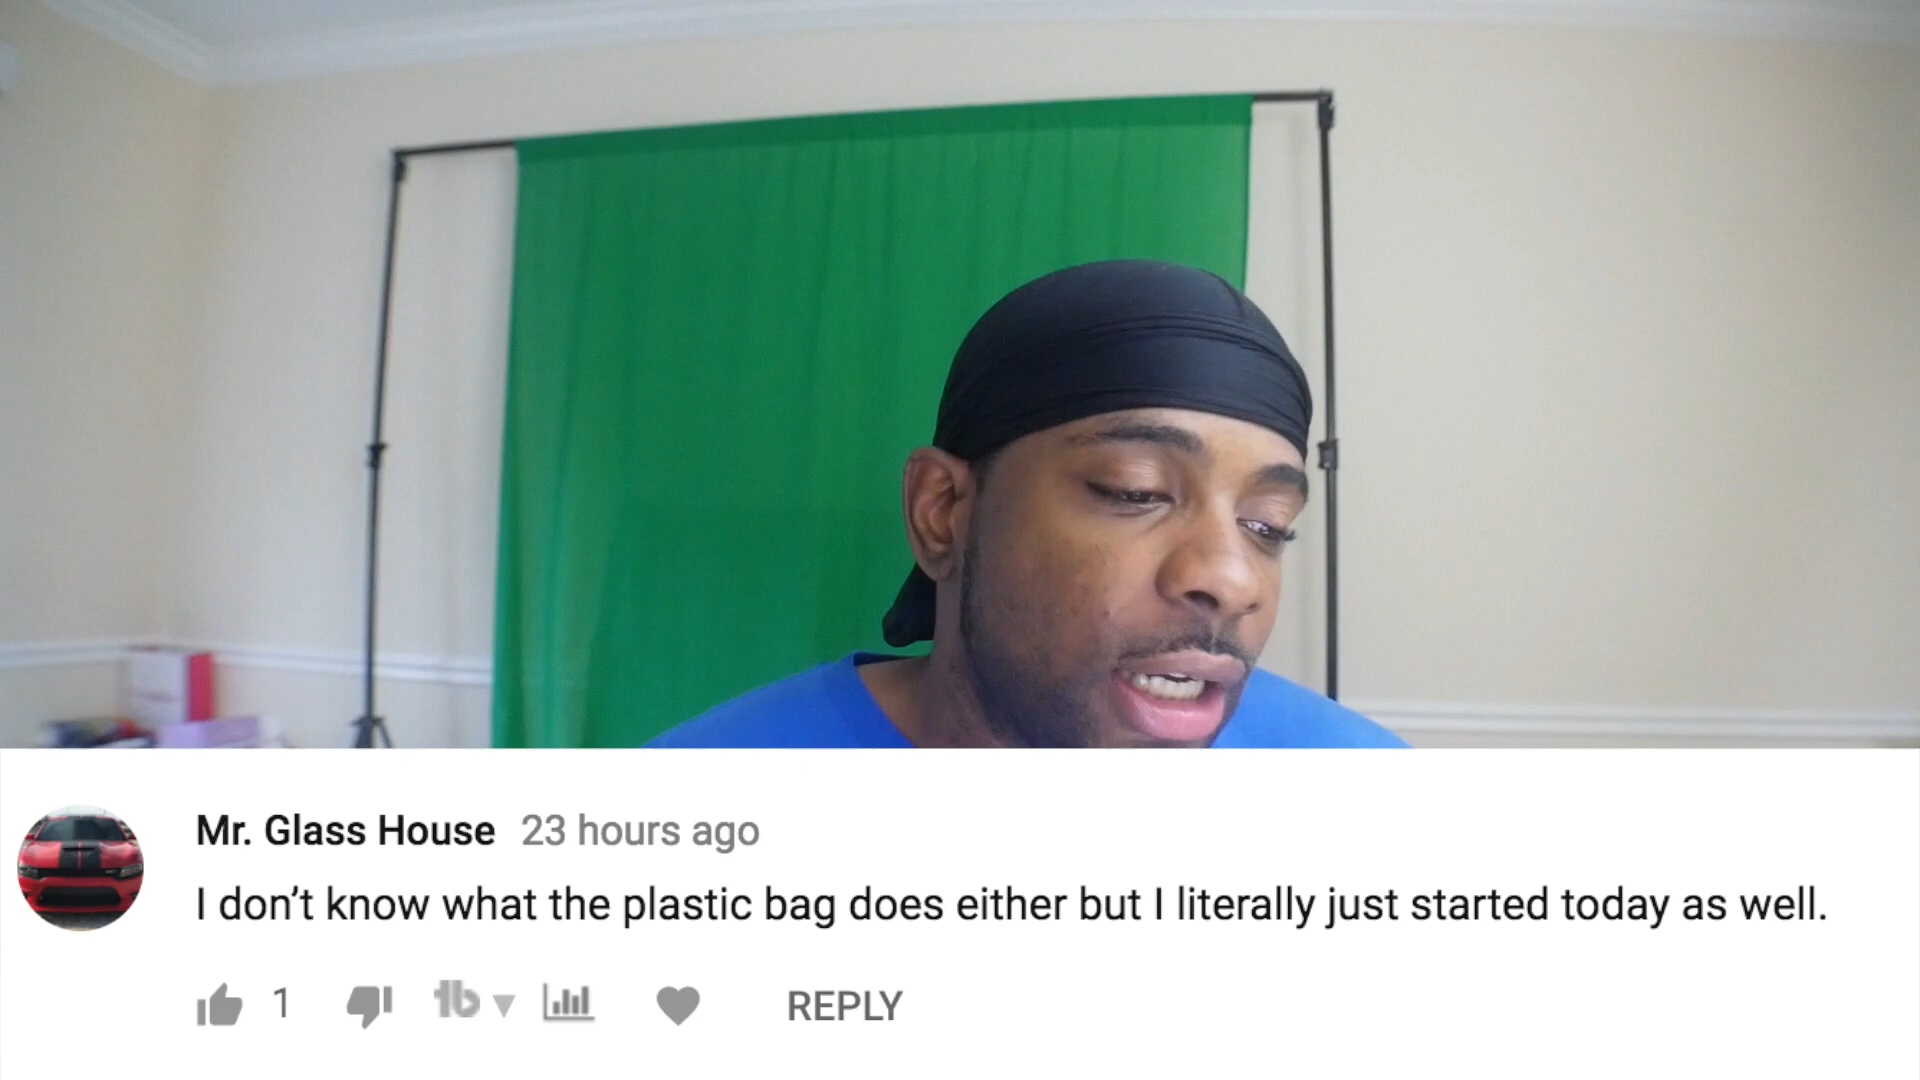 Mr. Glass House 23 hours ago
I don’t know what the plastic bag does either but I literally just started today as well.
1 tb REPLY